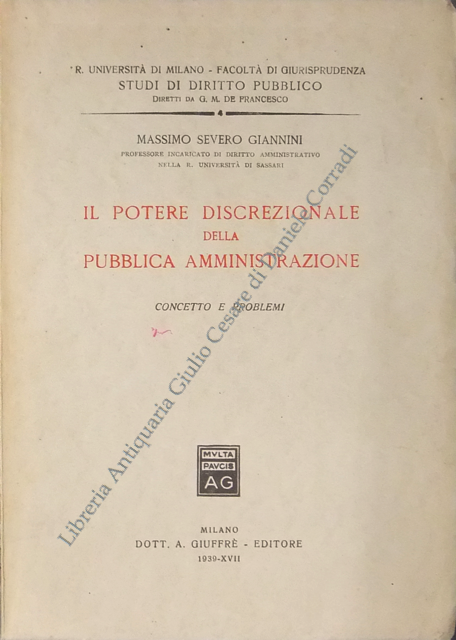 R. UNIVERSITÀ DI MILANO - FACOLTÀ DI GIURISPRUDENZA
STUDI DI DIRITTO PUBBLICO
DIRETTI DA G. M. DE FRANCESCO
4
MASSIMO SEVERO GIANNINI
PROFESSORE INCARICATO DI DIRITTO AMMINISTRATIVO
NELLA R. UNIVERSITÀ DI SASSARI
IL POTERE DISCREZIONALE
DELLA
PUBBLICA AMMINISTRAZIONE
CONCETTO E PROBLEMI
MVLTA
PAVCIS
AG
MILANO
DOTT. A. GIUFFRÈ - EDITORE
1939-XVII
Libreria Antiquaria Giulio Cesare di Daniele Corradi